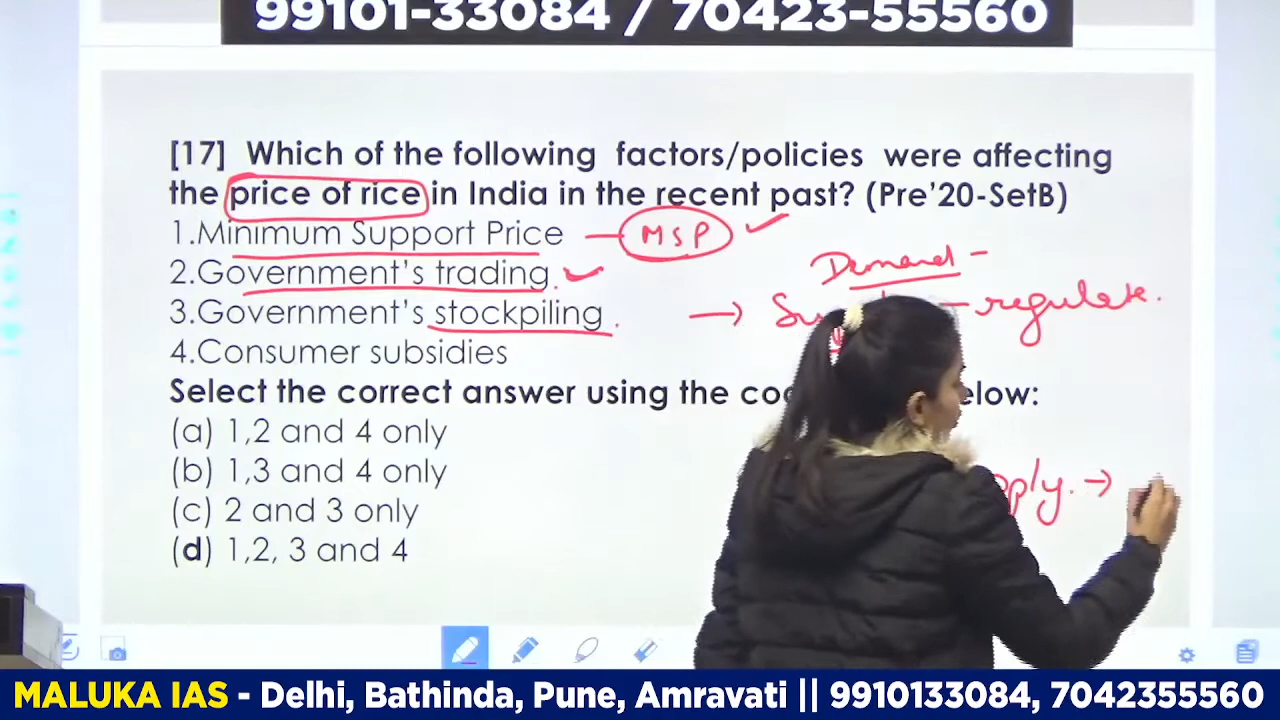 99101-33084 / 70423-55560
[17] Which of the following factors/policies were affecting
the price of rice in India in the recent past? (Pre'20-SetB)
1.Minimum Support Price — MSP
2.Government's trading.
Demand -
3.Government's stockpiling. → Su — regulate.
4.Consumer subsidies
Select the correct answer using the co elow:
(a) 1,2 and 4 only
(b) 1,3 and 4 only
pply. →
(c) 2 and 3 only
(d) 1,2, 3 and 4
MALUKA IAS - Delhi, Bathinda, Pune, Amravati || 9910133084, 7042355560